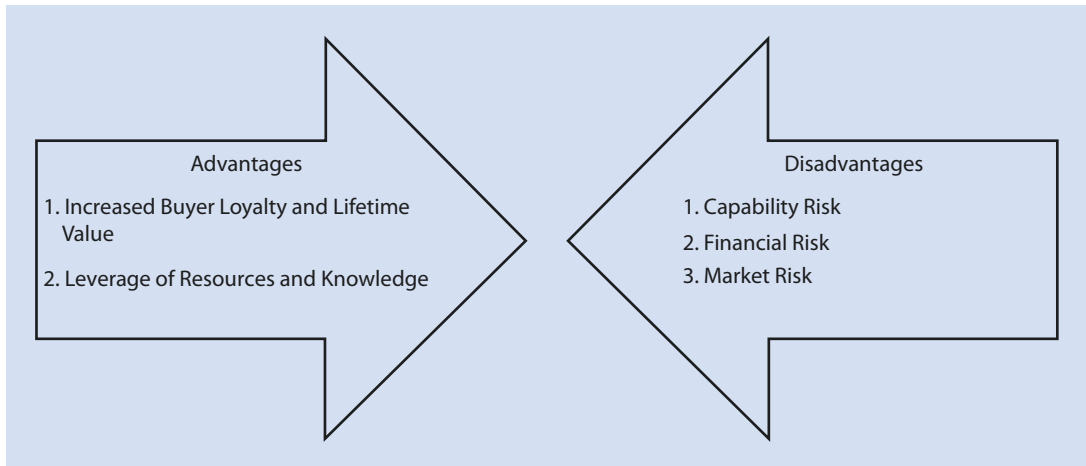 Advantages
1. Increased Buyer Loyalty and Lifetime
Value
2. Leverage of Resources and Knowledge
Disadvantages
1. Capability Risk
2. Financial Risk
3. Market Risk